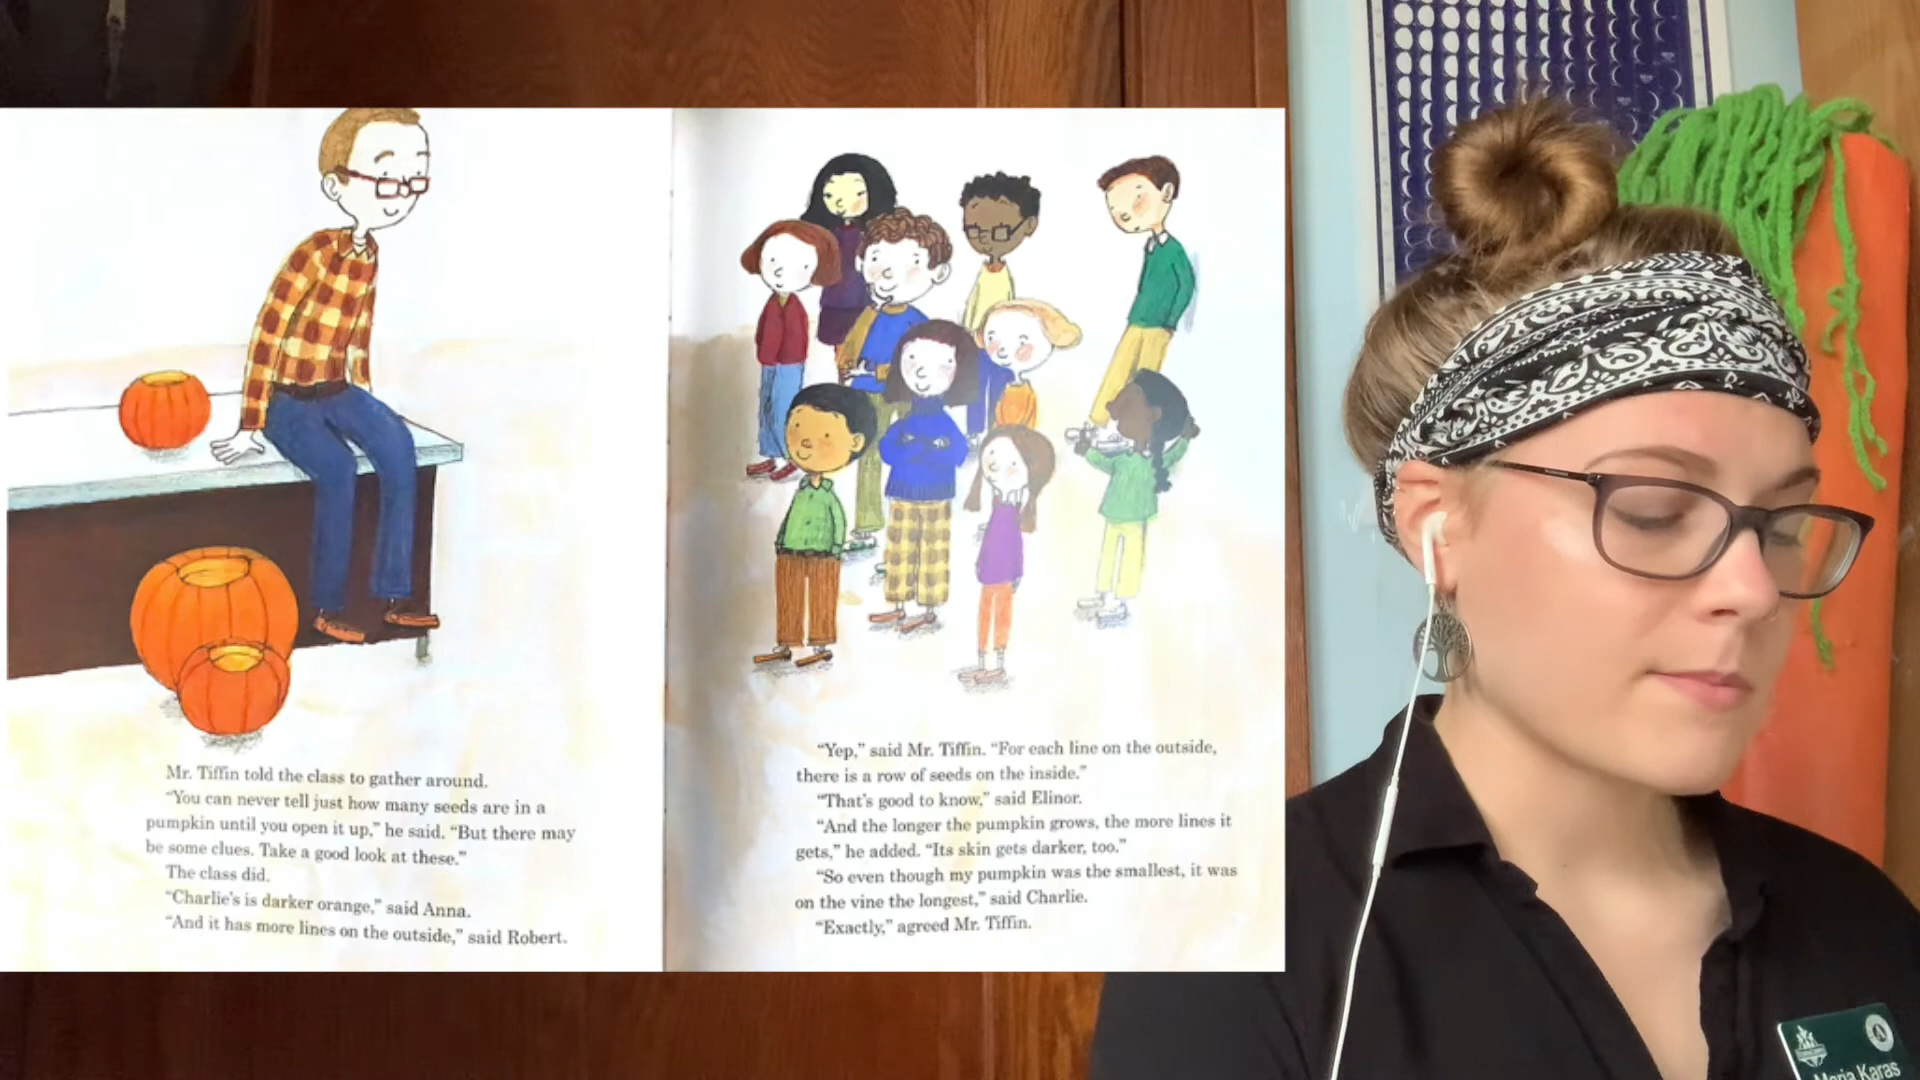 Mr. Tiffin told the class to gather around.
“You can never tell just how many seeds are in a
pumpkin until you open it up,” he said. “But there may
be some clues. Take a good look at these.”
The class did.
“Charlie’s is darker orange,” said Anna.
“And it has more lines on the outside,” said Robert.
“Yep,” said Mr. Tiffin. “For each line on the outside,
there is a row of seeds on the inside.”
“That’s good to know,” said Elinor.
“And the longer the pumpkin grows, the more lines it
gets,” he added. “Its skin gets darker, too.”
“So even though my pumpkin was the smallest, it was
on the vine the longest,” said Charlie.
“Exactly,” agreed Mr. Tiffin.
Karas